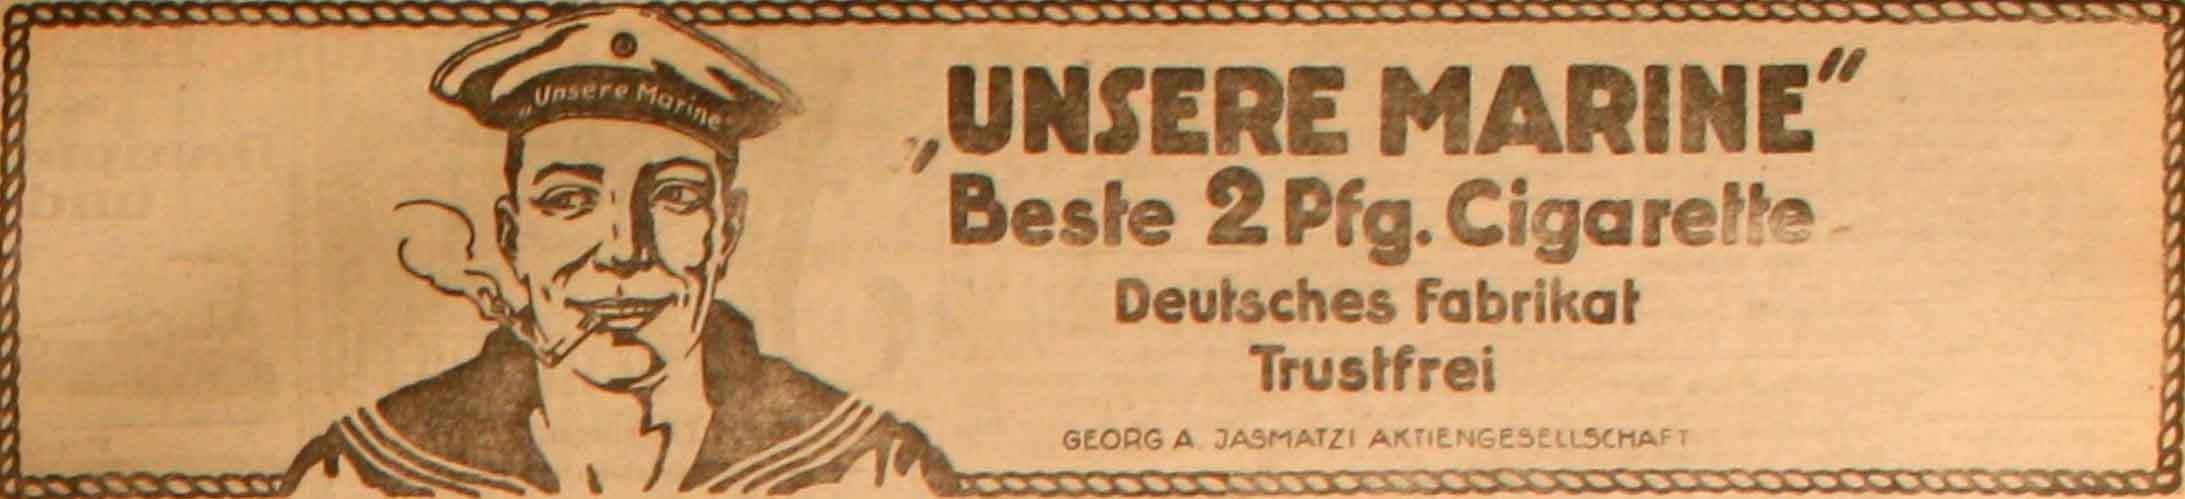 „Unsere Marine“
„UNSERE MARINE“
Beste 2 Pfg. Cigarette
Deutsches Fabrikat
Trustfrei
GEORG A. JASMATZI AKTIENGESELLSCHAFT